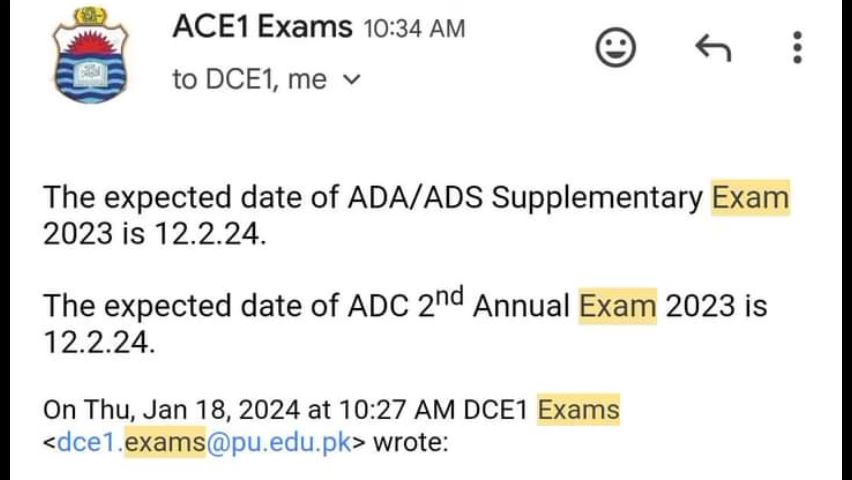 ACE1 Exams 10:34 AM
to DCE1, me
The expected date of ADA/ADS Supplementary Exam
2023 is 12.2.24.
The expected date of ADC 2nd Annual Exam 2023 is
12.2.24.
On Thu, Jan 18, 2024 at 10:27 AM DCE1 Exams
<dce1.exams@pu.edu.pk> wrote: